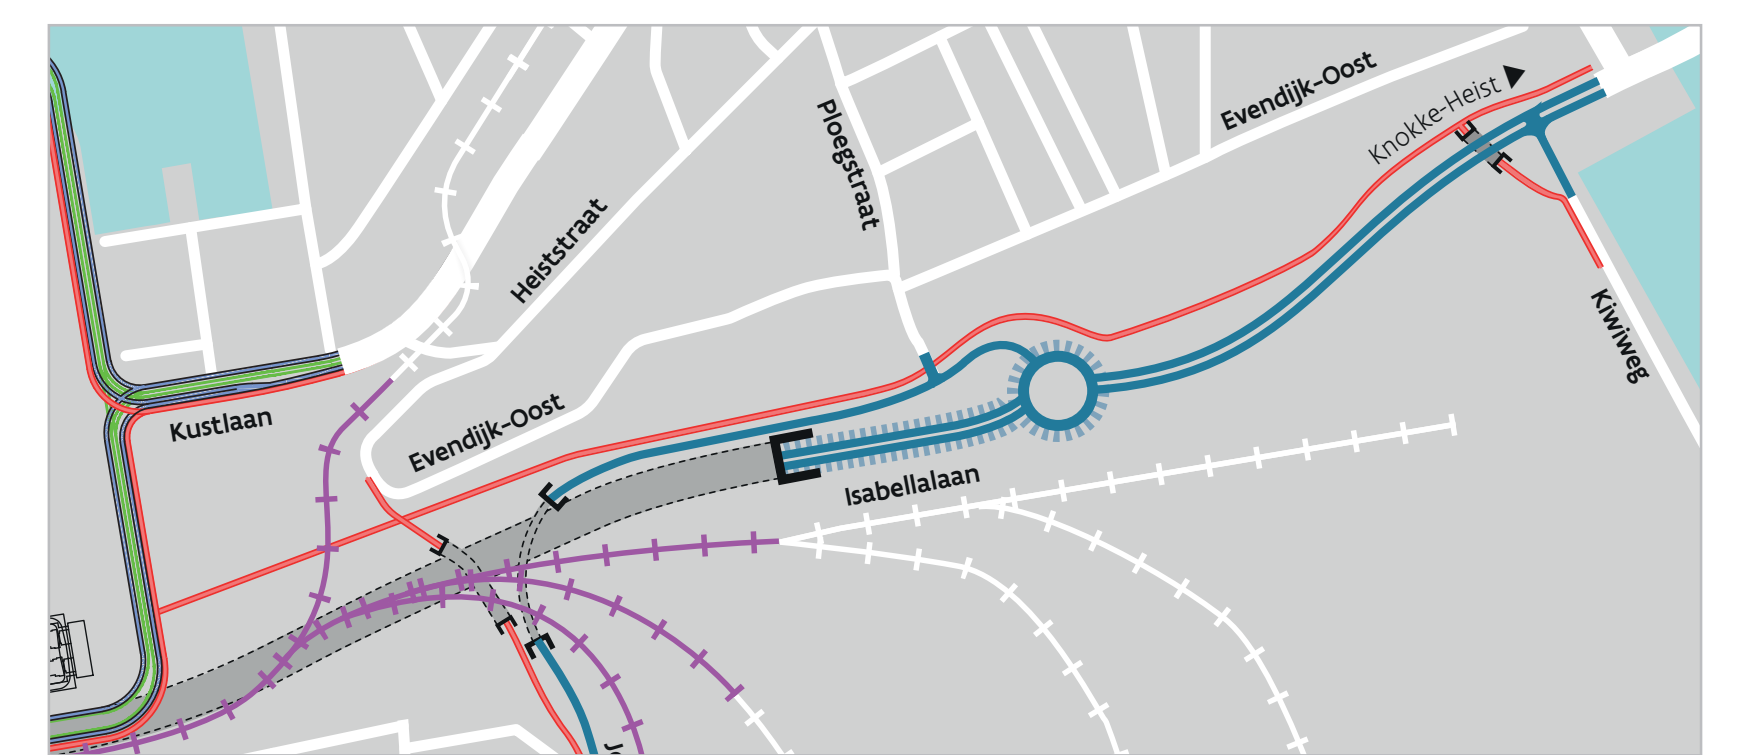 Evendijk-Oost
Knokke-Heist
Ploegstraat
Heiststraat
Kiwiweg
Kustlaan
Evendijk-Oost
Isabellalaan